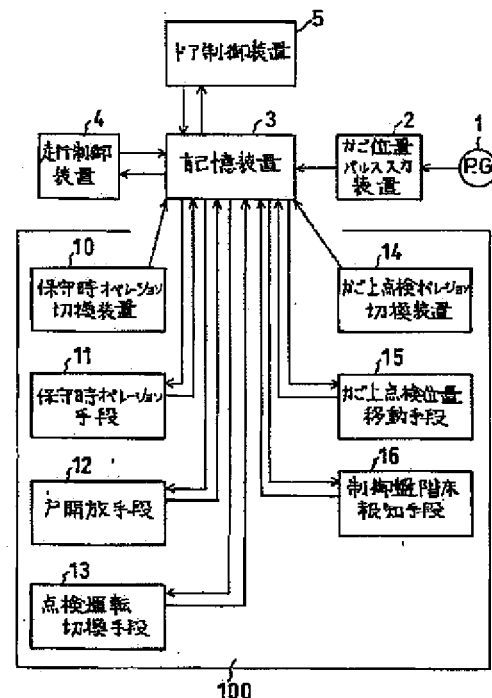 5
ドア制御装置
4
走行制御
装置
3
記憶装置
2
かご位置
パルス入力
装置
1
P.G
10
保守時オペレーション
切換装置
14
かご上点検オペレーション
切換装置
11
保守時オペレーション
手段
15
かご上点検位置
移動手段
12
戸開放手段
16
制御盤階床
報知手段
13
点検運転
切換手段
100